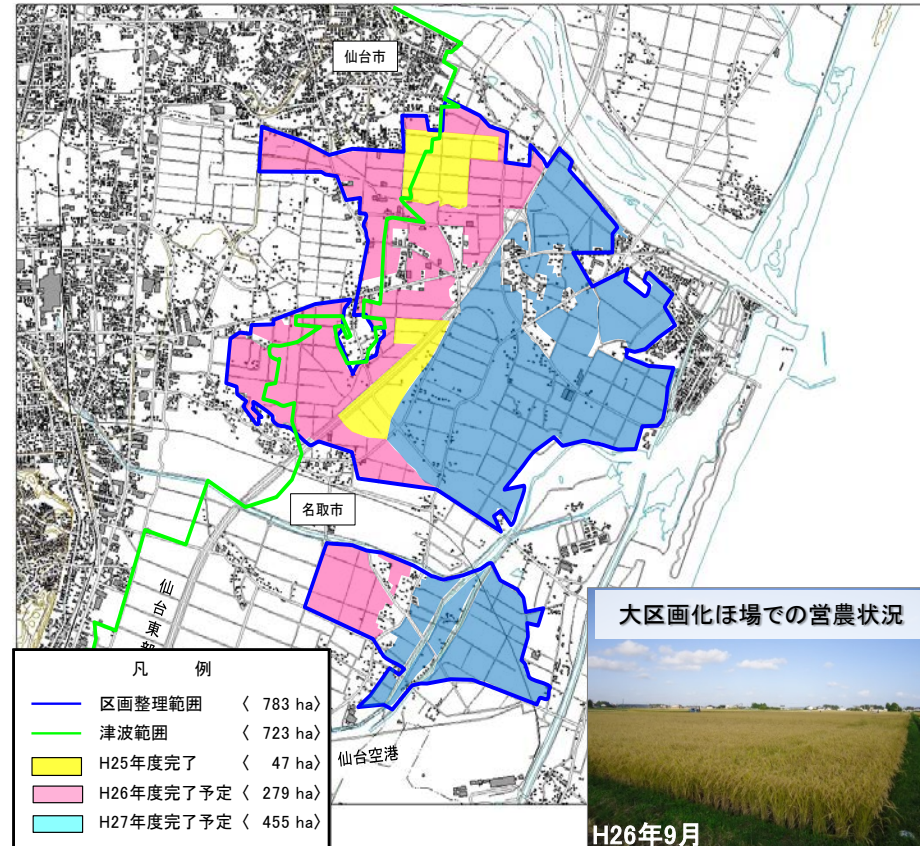 仙台市
名取市
仙台東部
仙台空港
凡 例
区画整理範囲 〈 783 ha〉
津波範囲 〈 723 ha〉
H25年度完了 〈 47 ha〉
H26年度完了予定 〈 279 ha〉
H27年度完了予定 〈 455 ha〉
大区画化ほ場での営農状況
H26年9月